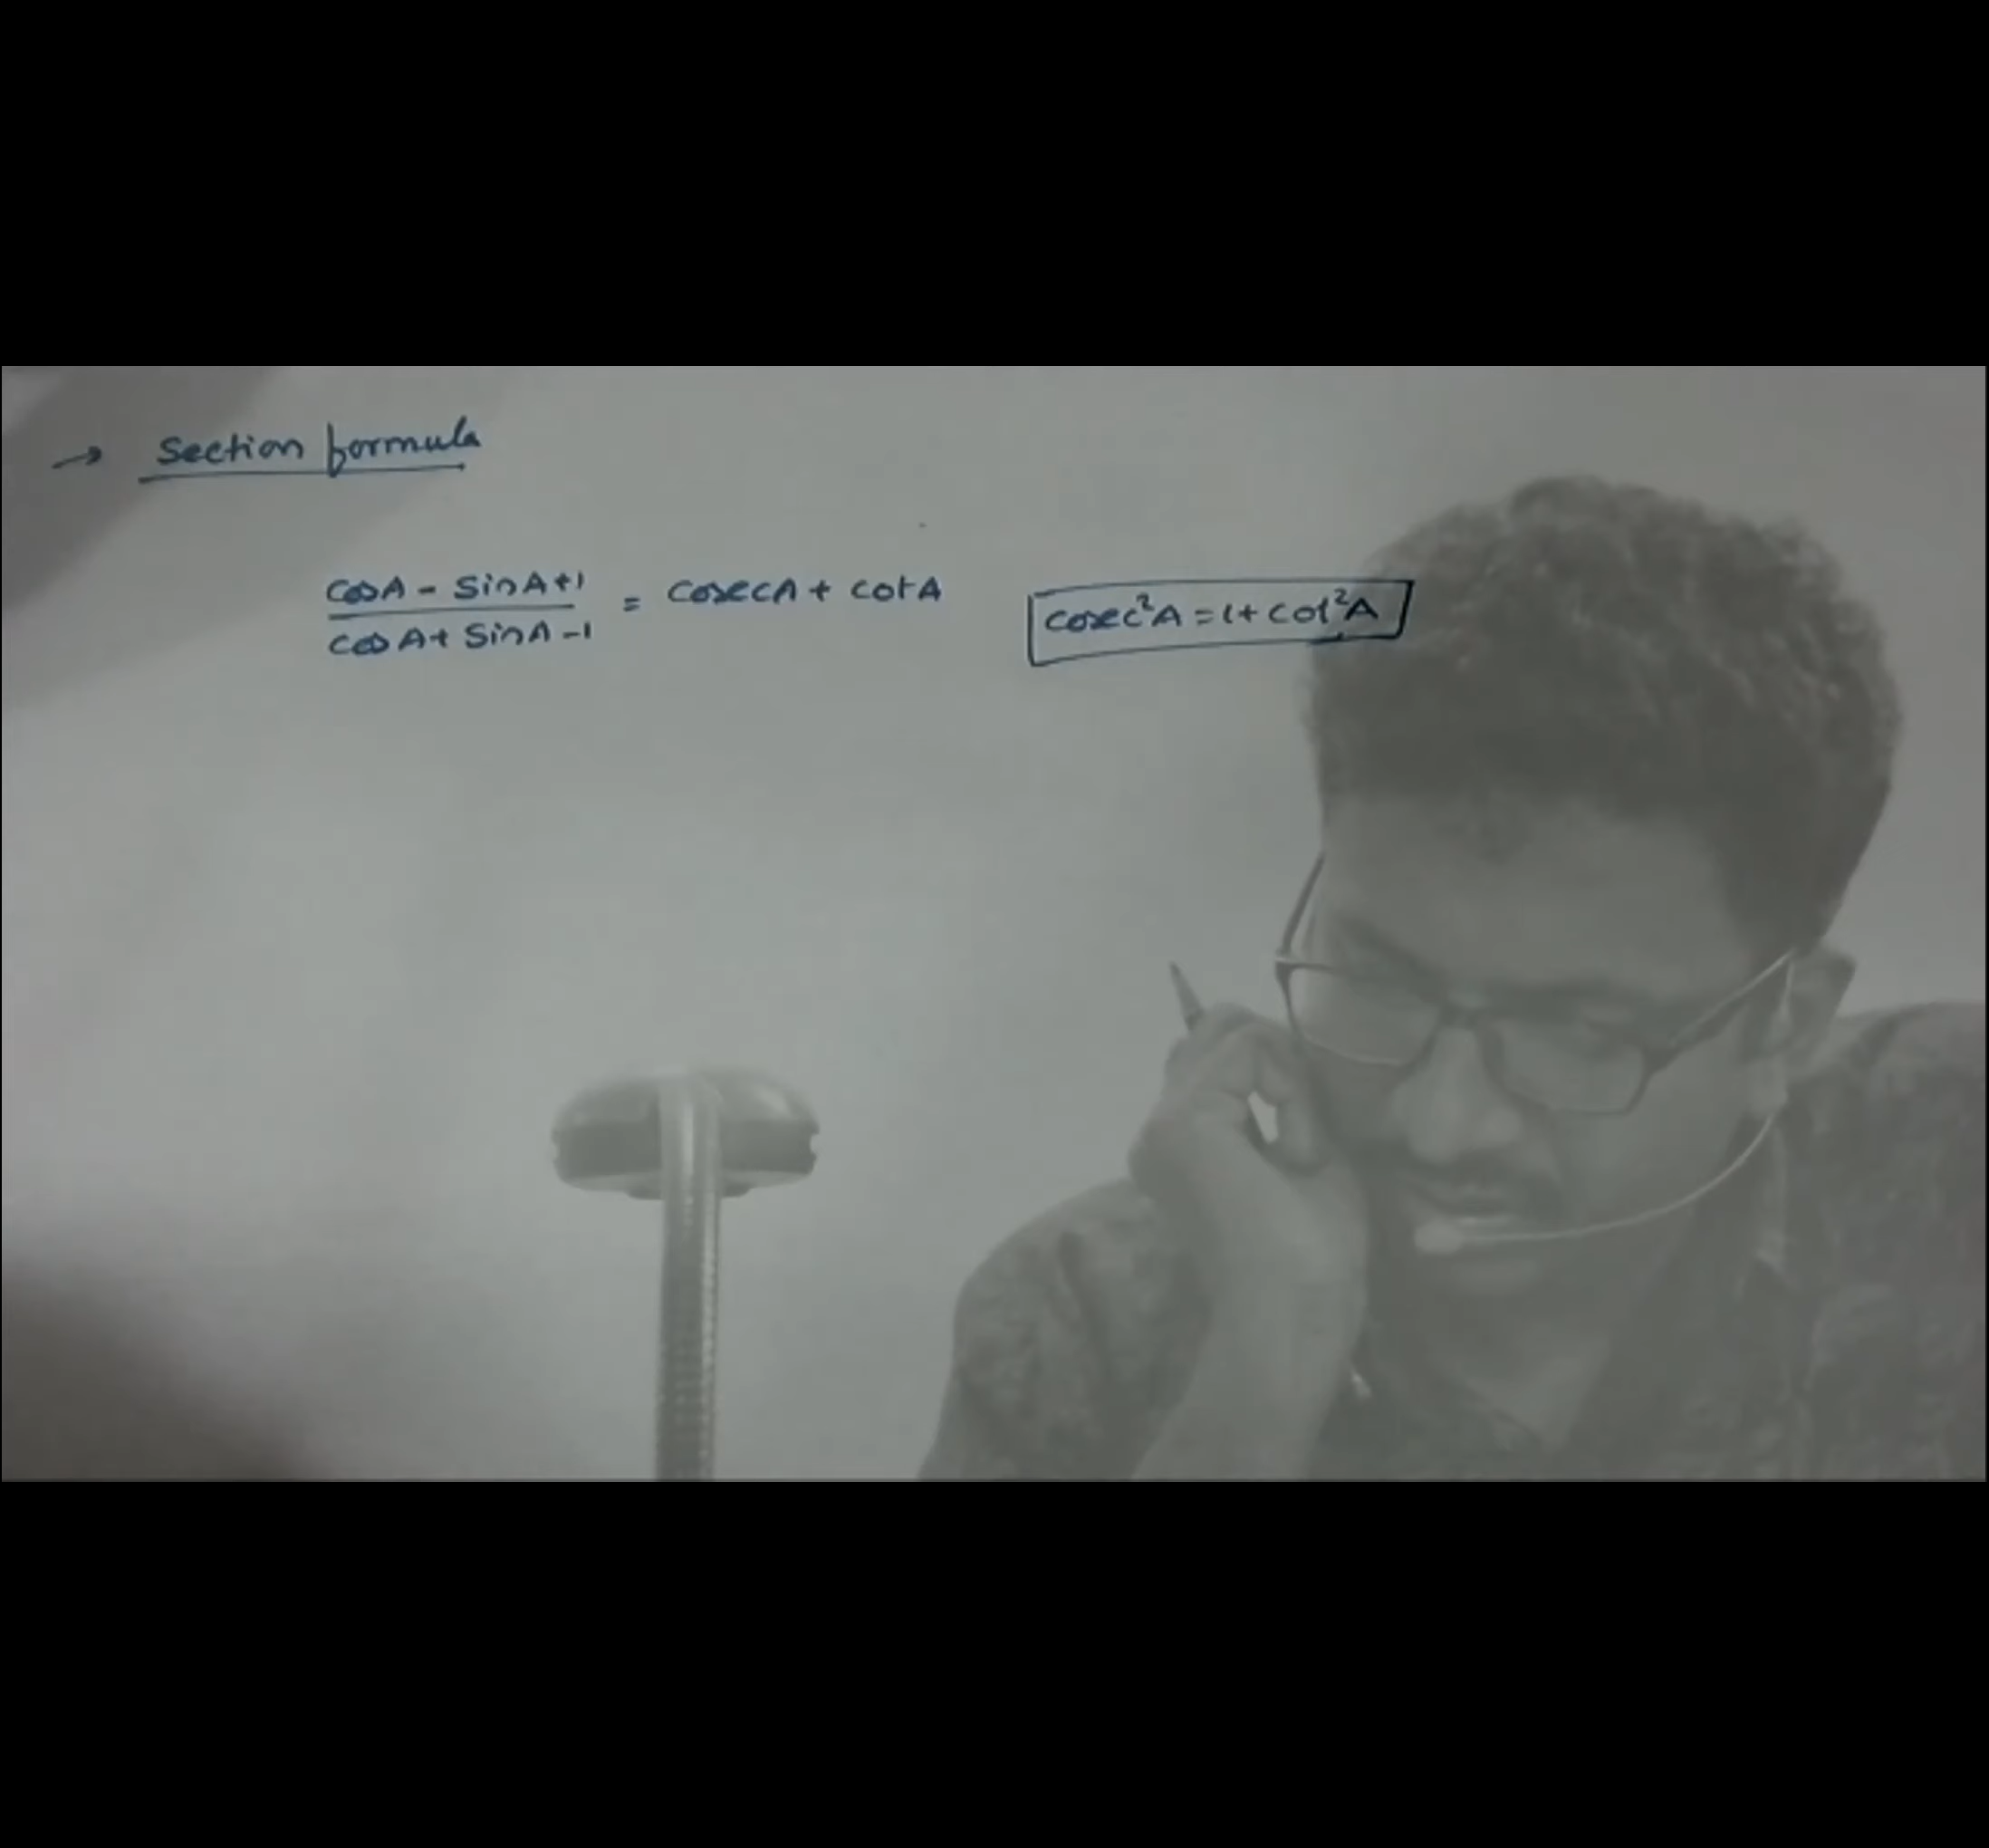 → Section formula
cosA - sinA+1 / cosA + sinA -1 = cosecA + cotA
cosec²A = 1+ cot²A